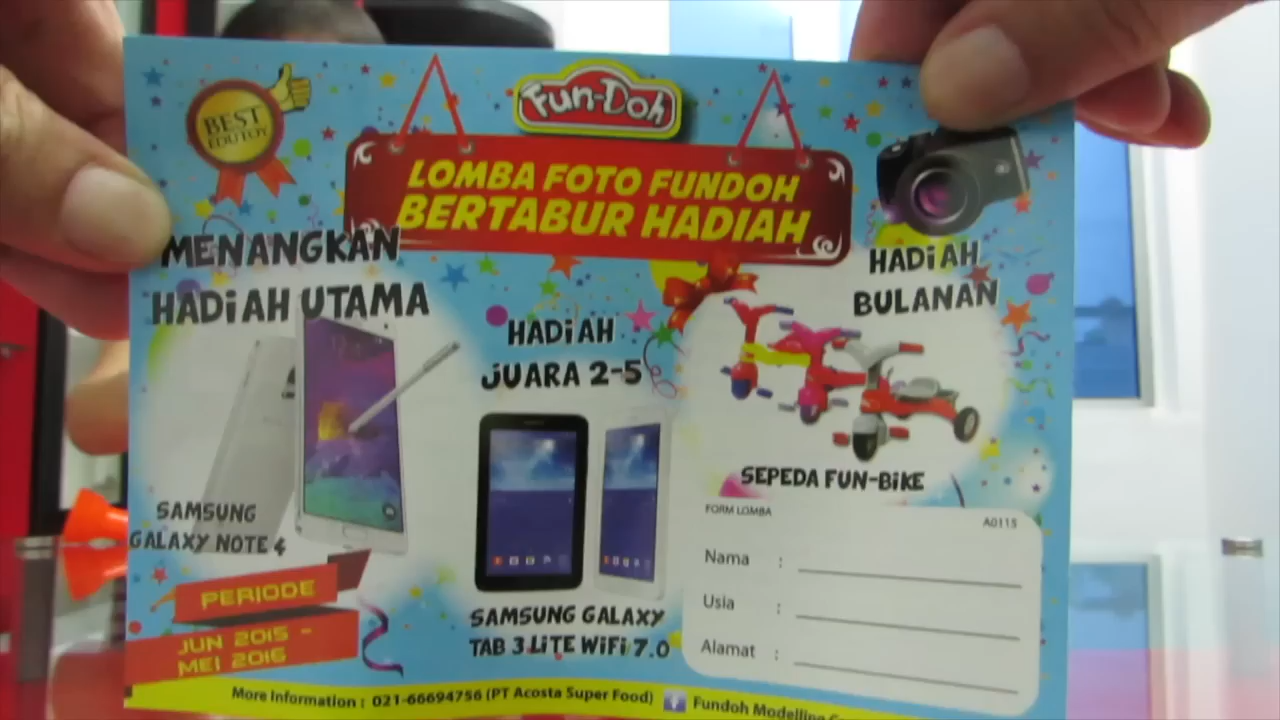 BEST
EDUTOY
Fun-Doh
LOMBA FOTO FUNDOH
BERTABUR HADIAH
MENANGKAN
HADIAH UTAMA
HADIAH
BULANAN
HADIAH
JUARA 2-5
SEPEDA FUN-BIKE
SAMSUNG
GALAXY NOTE 4
SAMSUNG GALAXY
TAB 3 LITE WIFI 7.0
PERIODE
JUN 2015 -
MEI 2016
FORM LOMBA
A0115
Nama :
Usia :
Alamat :
More Information : 021-66694756 (PT Acosta Super Food) f Fundoh Modelling